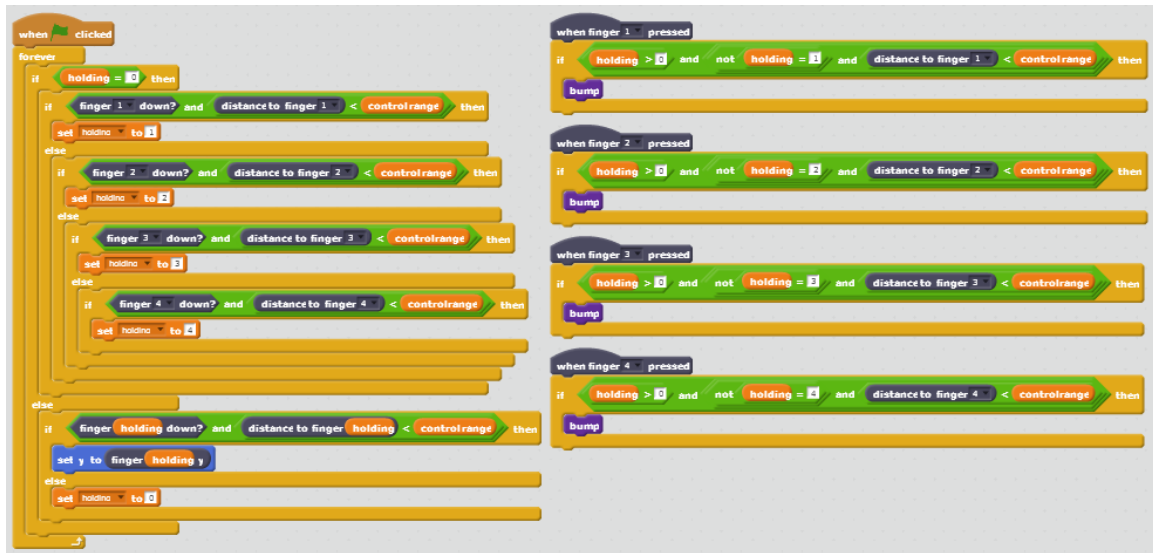 when clicked
forever
if holding = 0 then
if finger 1 down? and distance to finger 1 < controlrange then
set holding to 1
else
if finger 2 down? and distance to finger 2 < controlrange then
set holding to 2
else
if finger 3 down? and distance to finger 3 < controlrange then
set holding to 3
else
if finger 4 down? and distance to finger 4 < controlrange then
set holding to 4
else
if finger holding down? and distance to finger holding < controlrange then
set y to finger holding y
else
set holding to 0
when finger 1 pressed
if holding > 0 and not holding = 1 and distance to finger 1 < controlrange then
bump
when finger 2 pressed
if holding > 0 and not holding = 2 and distance to finger 2 < controlrange then
bump
when finger 3 pressed
if holding > 0 and not holding = 3 and distance to finger 3 < controlrange then
bump
when finger 4 pressed
if holding > 0 and not holding = 4 and distance to finger 4 < controlrange then
bump